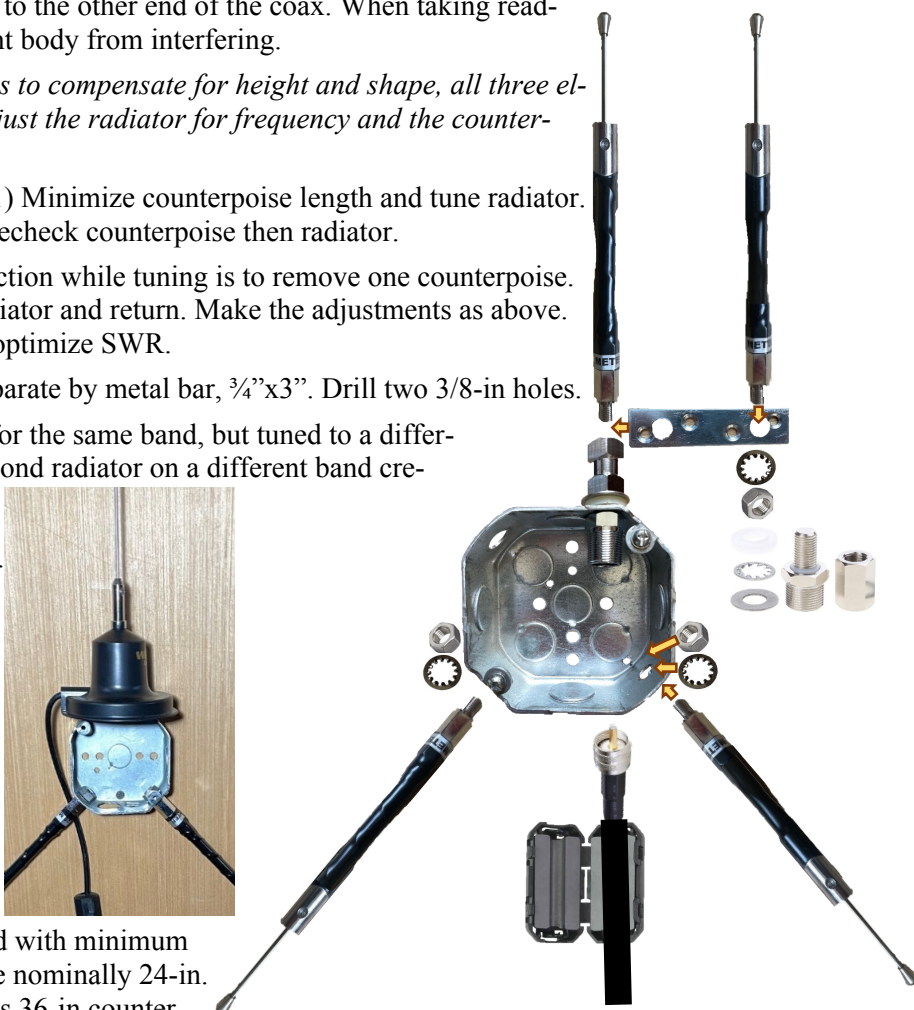 to the other end of the coax. When taking read-
nt body from interfering.
s to compensate for height and shape, all three el-
just the radiator for frequency and the counter-
) Minimize counterpoise length and tune radiator.
echeck counterpoise then radiator.
ction while tuning is to remove one counterpoise.
iator and return. Make the adjustments as above.
optimize SWR.
parate by metal bar, ¾”x3”. Drill two 3/8-in holes.
for the same band, but tuned to a differ-
ond radiator on a different band cre-
METE
METE
d with minimum
e nominally 24-in.
s 36-in counter